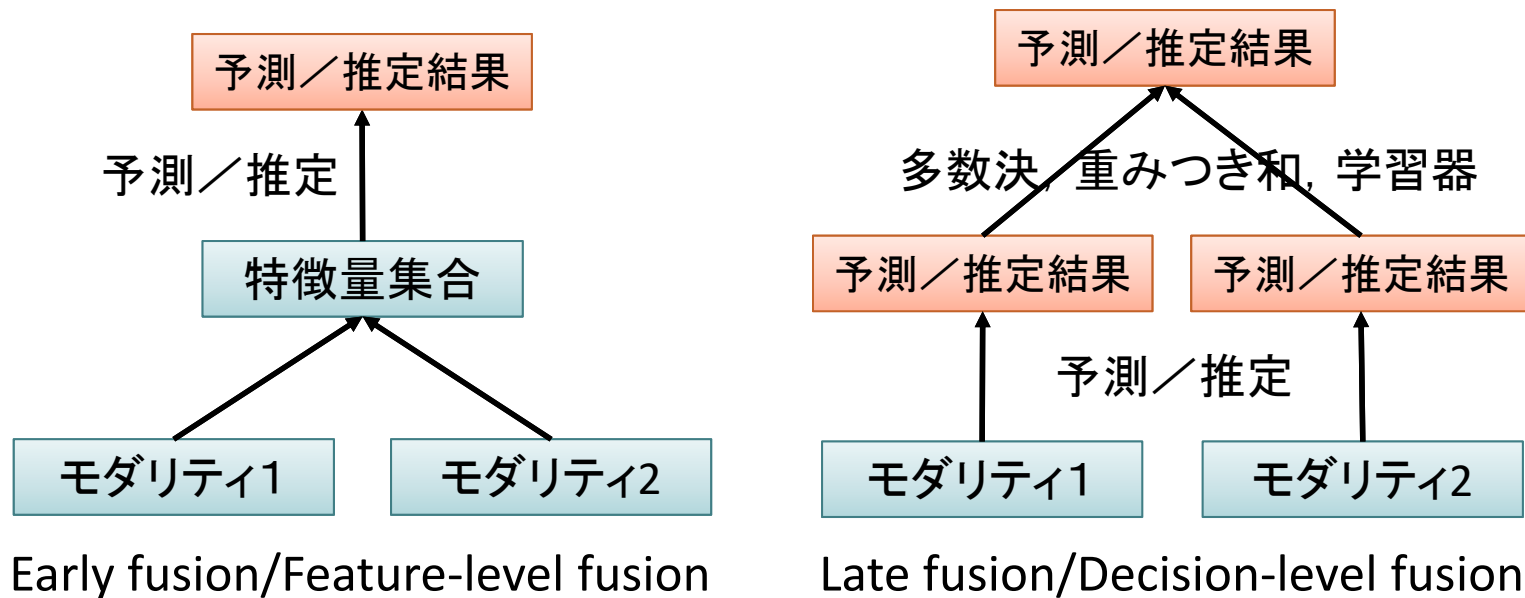 予測／推定結果
予測／推定
特徴量集合
モダリティ1
モダリティ2
Early fusion/Feature-level fusion
予測／推定結果
多数決, 重みつき和, 学習器
予測／推定結果
予測／推定結果
予測／推定
モダリティ1
モダリティ2
Late fusion/Decision-level fusion